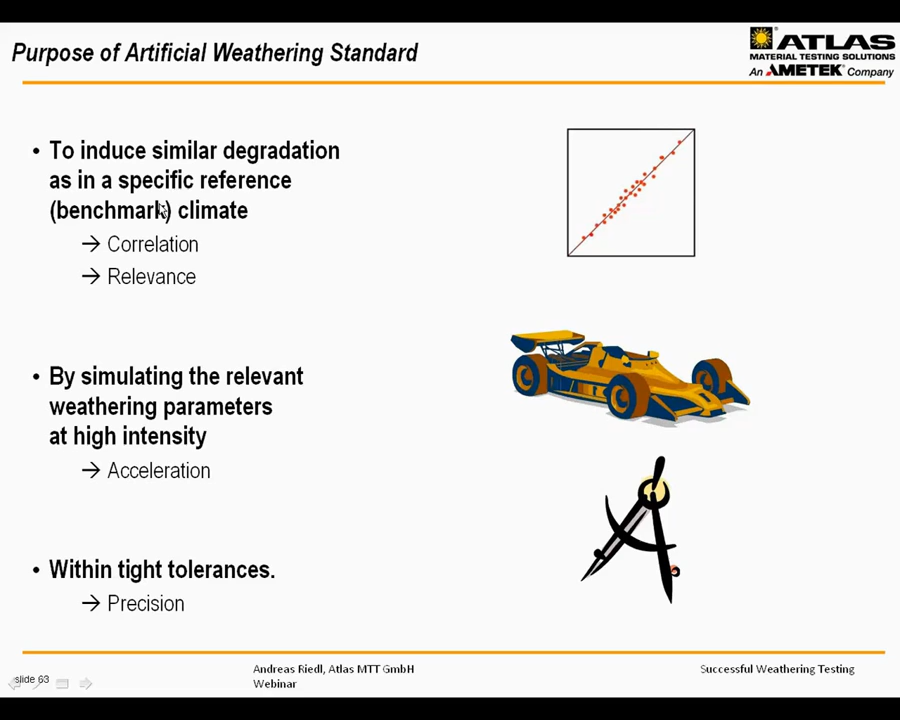 Purpose of Artificial Weathering Standard
ATLAS
MATERIAL TESTING SOLUTIONS
An AMETEK® Company
• To induce similar degradation
as in a specific reference
(benchmark) climate
→ Correlation
→ Relevance
• By simulating the relevant
weathering parameters
at high intensity
→ Acceleration
• Within tight tolerances.
→ Precision
slide 63
Andreas Riedl, Atlas MTT GmbH
Webinar
Successful Weathering Testing